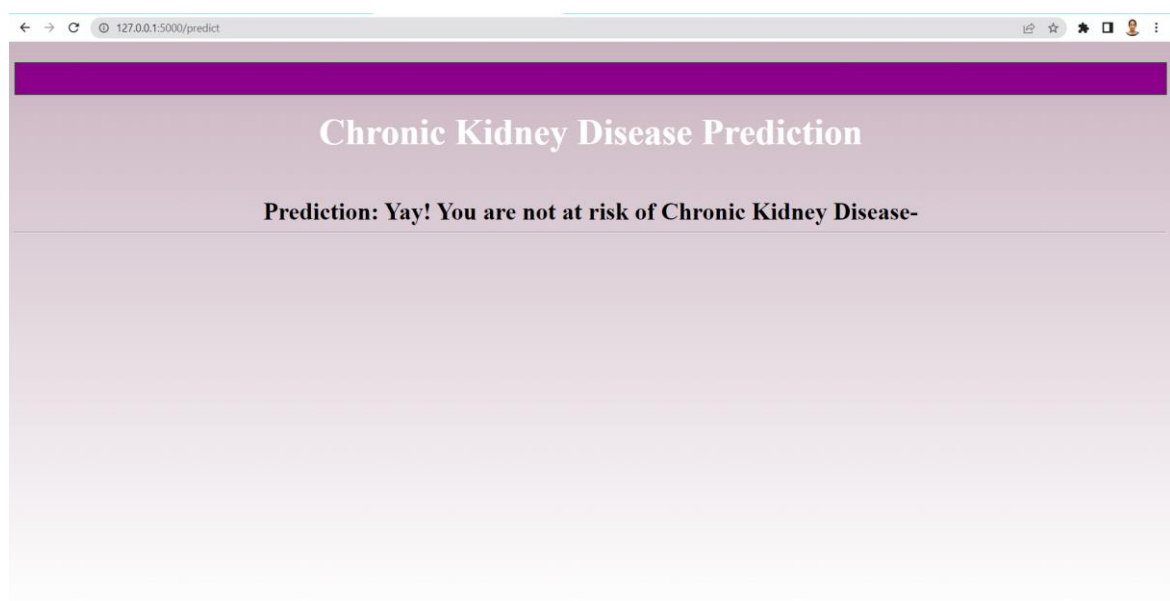 127.0.0.1:5000/predict
Chronic Kidney Disease Prediction
Prediction: Yay! You are not at risk of Chronic Kidney Disease-